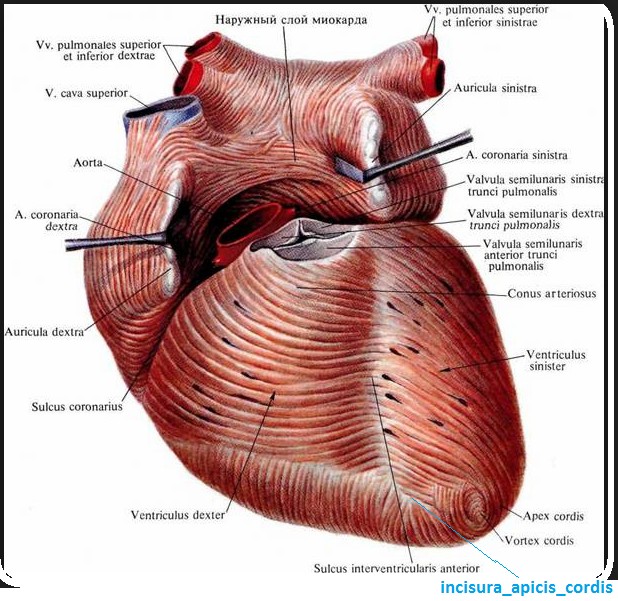 Наружный слой миокарда
Vv. pulmonales superior
et inferior dextrae
Vv. pulmonales superior
et inferior sinistrae
V. cava superior
Auricula sinistra
Aorta
A. coronaria sinistra
A. coronaria
dextra
Valvula semilunaris sinistra
trunci pulmonalis
Valvula semilunaris dextra
trunci pulmonalis
Valvula semilunaris
anterior trunci
pulmonalis
Conus arteriosus
Auricula dextra
Ventriculus
sinister
Sulcus coronarius
Ventriculus dexter
Apex cordis
Vortex cordis
Sulcus interventricularis anterior
incisura_apicis_cordis